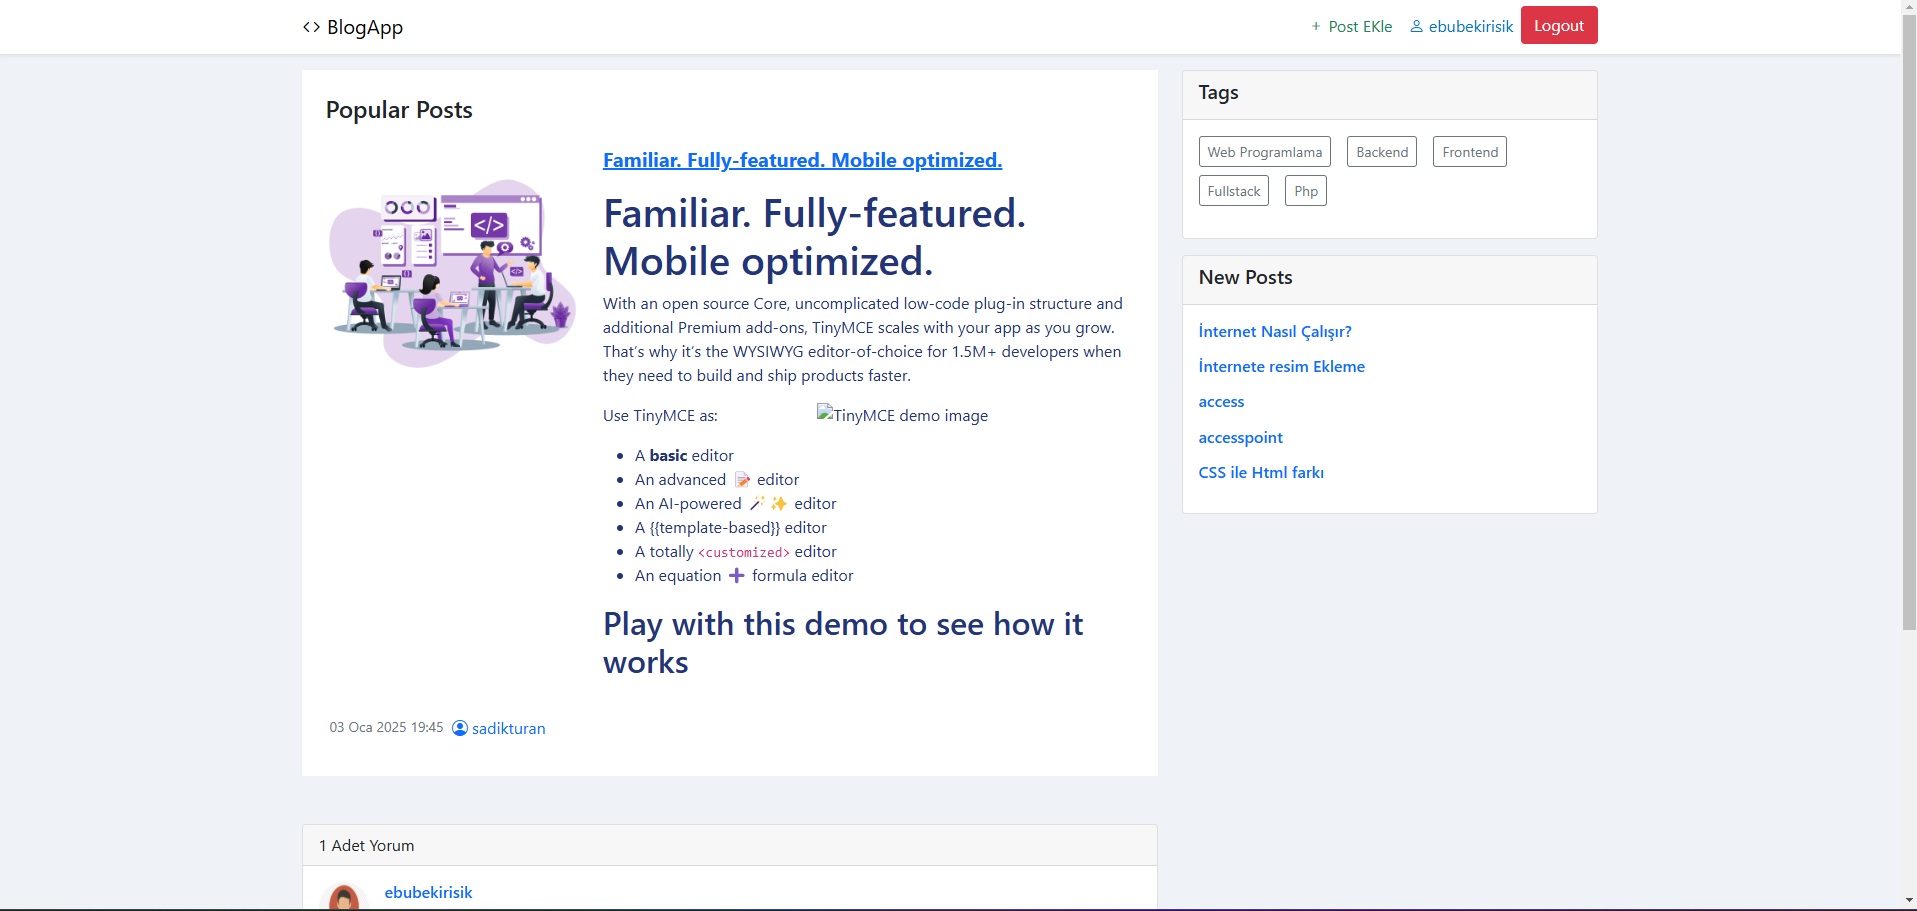 BlogApp
Post EKle
ebubekirisik
Logout
Popular Posts
Familiar. Fully-featured. Mobile optimized.
Familiar. Fully-featured.
Mobile optimized.
With an open source Core, uncomplicated low-code plug-in structure and
additional Premium add-ons, TinyMCE scales with your app as you grow.
That’s why it’s the WYSIWYG editor-of-choice for 1.5M+ developers when
they need to build and ship products faster.
Use TinyMCE as:
TinyMCE demo image
A basic editor
An advanced 📝 editor
An AI-powered 🪄✨ editor
A {{template-based}} editor
A totally <customized> editor
An equation ➕ formula editor
Play with this demo to see how it
works
03 Oca 2025 19:45
sadikturan
1 Adet Yorum
ebubekirisik
Tags
Web Programlama
Backend
Frontend
Fullstack
Php
New Posts
İnternet Nasıl Çalışır?
İnternete resim Ekleme
access
accesspoint
CSS ile Html farkı